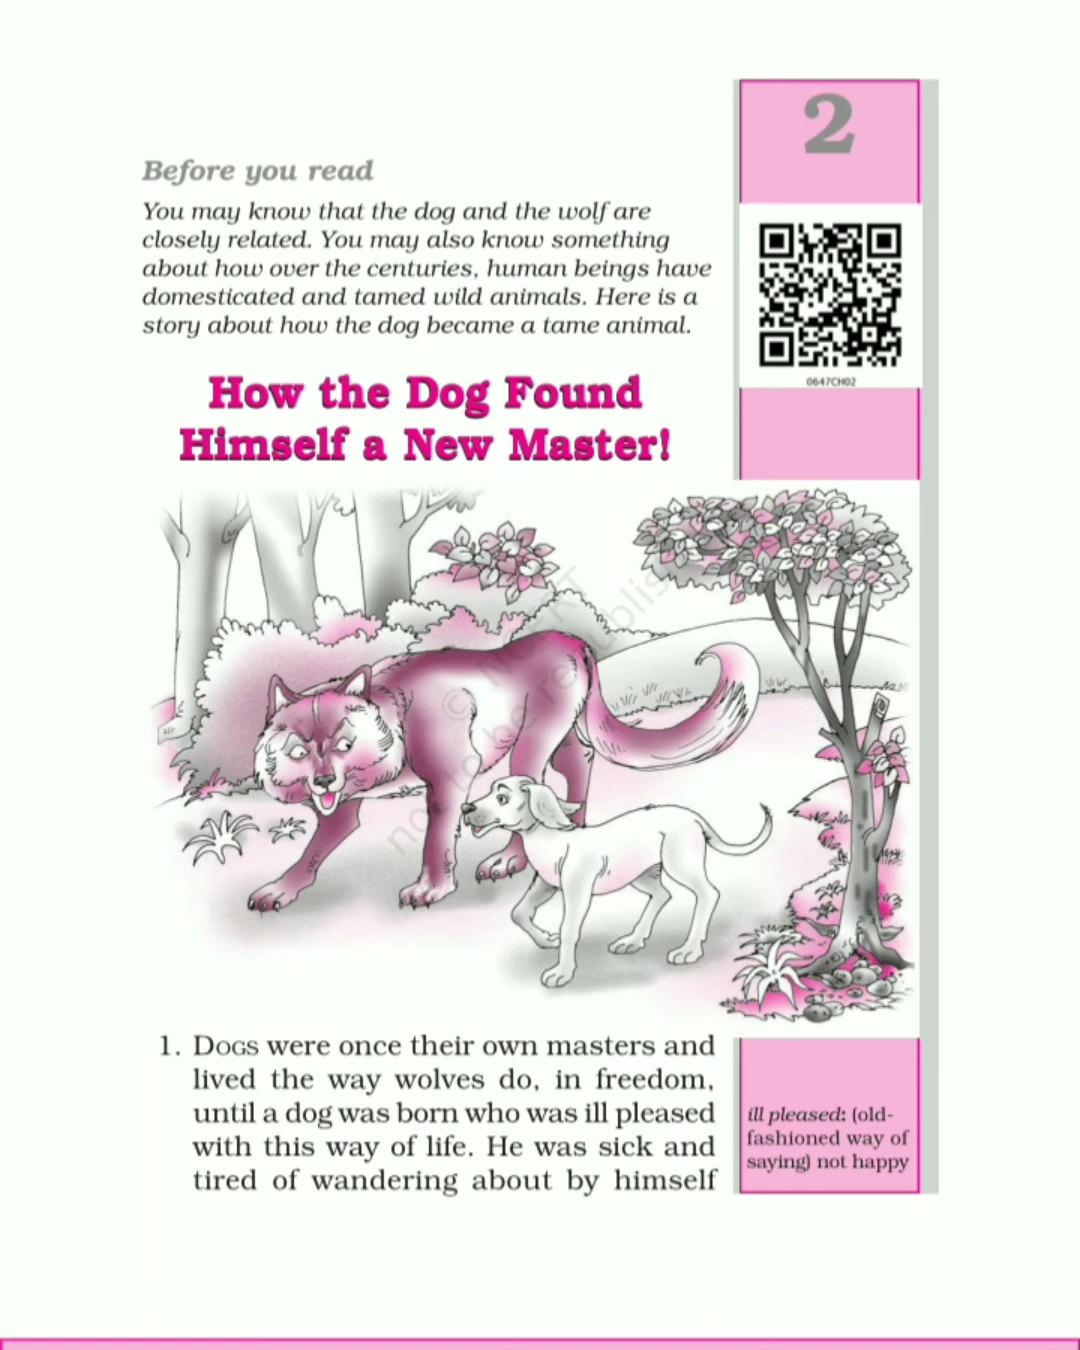 2
Before you read
You may know that the dog and the wolf are
closely related. You may also know something
about how over the centuries, human beings have
domesticated and tamed wild animals. Here is a
story about how the dog became a tame animal.
0647CH02
How the Dog Found
Himself a New Master!
1. DOGS were once their own masters and
lived the way wolves do, in freedom,
until a dog was born who was ill pleased
with this way of life. He was sick and
tired of wandering about by himself
ill pleased: (old-
fashioned way of
saying) not happy